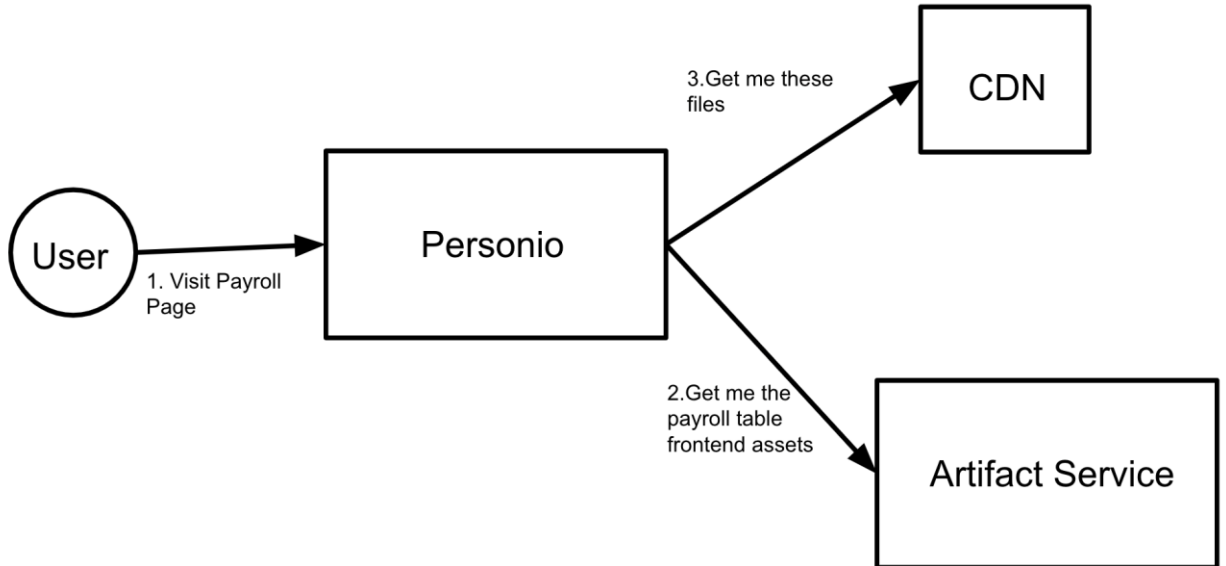 User
1. Visit Payroll
Page
Personio
3.Get me these
files
CDN
2.Get me the
payroll table
frontend assets
Artifact Service